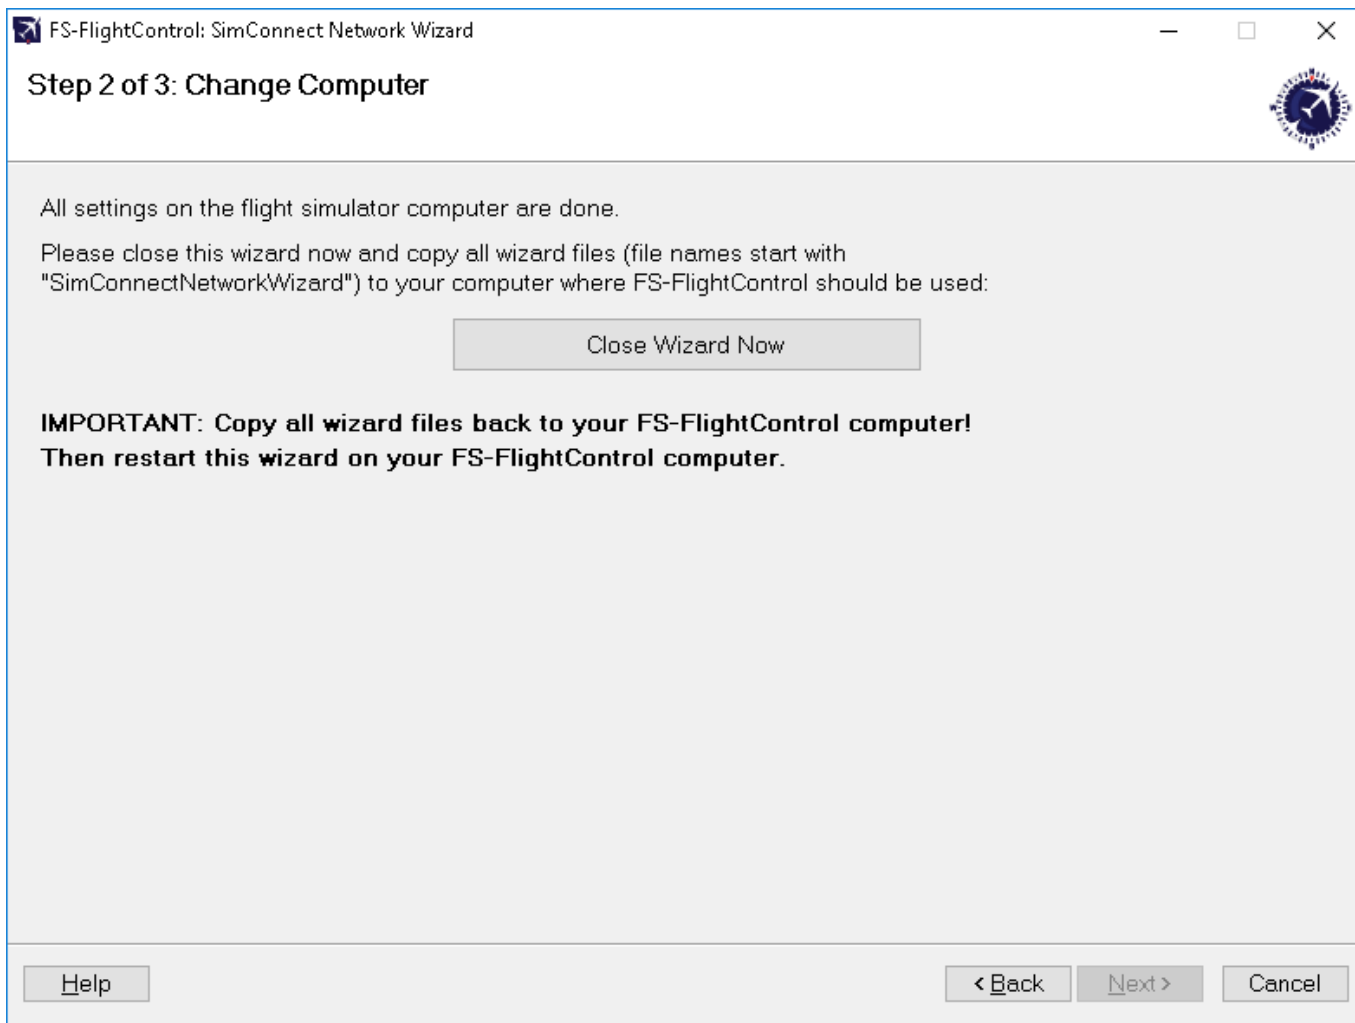 FS-FlightControl: SimConnect Network Wizard
Step 2 of 3: Change Computer
All settings on the flight simulator computer are done.
Please close this wizard now and copy all wizard files (file names start with
"SimConnectNetworkWizard") to your computer where FS-FlightControl should be used:
Close Wizard Now
IMPORTANT: Copy all wizard files back to your FS-FlightControl computer!
Then restart this wizard on your FS-FlightControl computer.
Help
< Back
Next >
Cancel